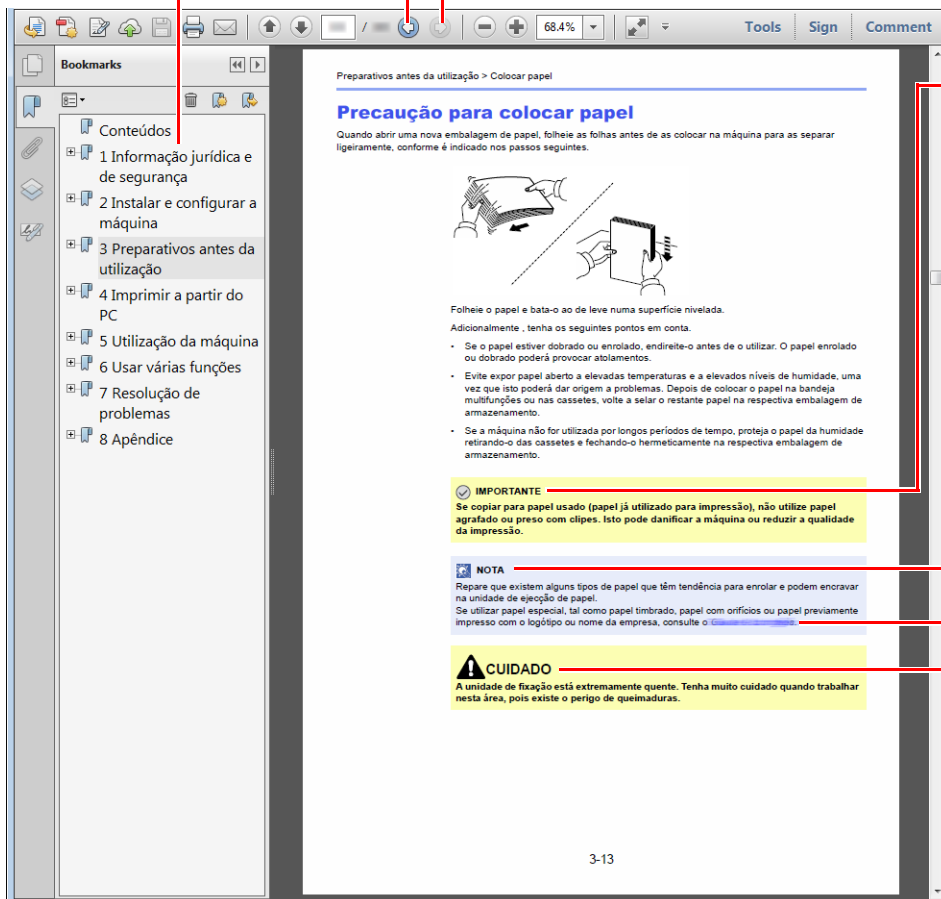 /
68.4%
Tools
Sign
Comment
Bookmarks
Conteúdos
1 Informação jurídica e
de segurança
2 Instalar e configurar a
máquina
3 Preparativos antes da
utilização
4 Imprimir a partir do
PC
5 Utilização da máquina
6 Usar várias funções
7 Resolução de
problemas
8 Apêndice
Preparativos antes da utilização > Colocar papel
Precaução para colocar papel
Quando abrir uma nova embalagem de papel, folheie as folhas antes de as colocar na máquina para as separar
ligeiramente, conforme é indicado nos passos seguintes.
Folheie o papel e bata-o ao de leve numa superfície nivelada.
Adicionalmente , tenha os seguintes pontos em conta.
• Se o papel estiver dobrado ou enrolado, endireite-o antes de o utilizar. O papel enrolado
ou dobrado poderá provocar atolamentos.
• Evite expor papel aberto a elevadas temperaturas e a elevados níveis de humidade, uma
vez que isto poderá dar origem a problemas. Depois de colocar o papel na bandeja
multifunções ou nas cassetes, volte a selar o restante papel na respectiva embalagem de
armazenamento.
• Se a máquina não for utilizada por longos períodos de tempo, proteja o papel da humidade
retirando-o das cassetes e fechando-o hermeticamente na respectiva embalagem de
armazenamento.
IMPORTANTE
Se copiar para papel usado (papel já utilizado para impressão), não utilize papel
agrafado ou preso com clipes. Isto pode danificar a máquina ou reduzir a qualidade
da impressão.
NOTA
Repare que existem alguns tipos de papel que têm tendência para enrolar e podem encravar
na unidade de ejecção de papel.
Se utilizar papel especial, tal como papel timbrado, papel com orifícios ou papel previamente
impresso com o logótipo ou nome da empresa, consulte o
CUIDADO
A unidade de fixação está extremamente quente. Tenha muito cuidado quando trabalhar
nesta área, pois existe o perigo de queimaduras.
3-13